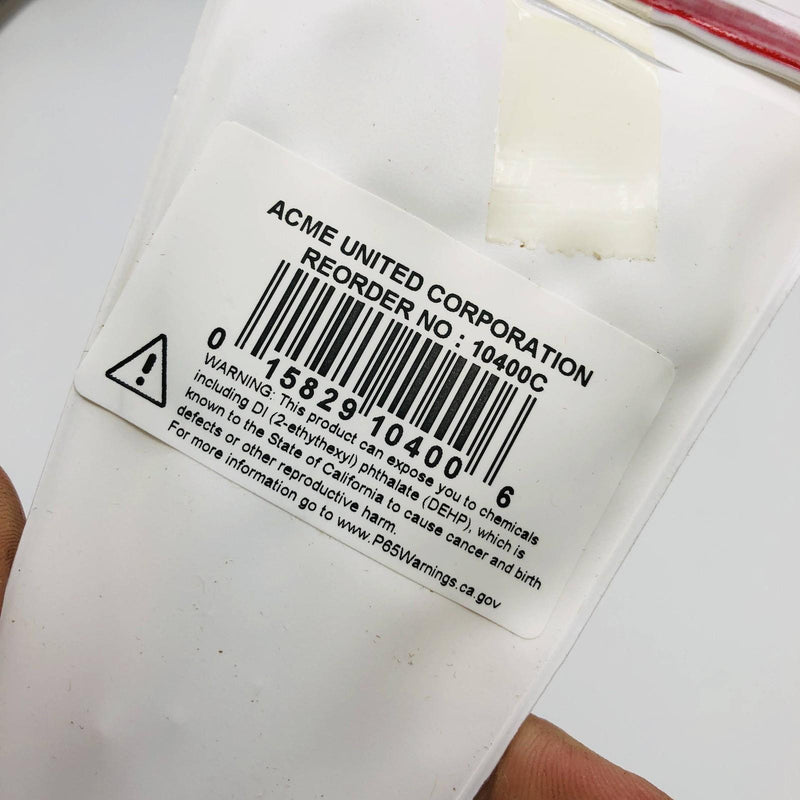 ACME UNITED CORPORATION
REORDER NO : 10400C
0 15829 10400 6
WARNING: This product can expose you to chemicals
including DI (2-ethythexyl) phthalate (DEHP), which is
known to the State of California to cause cancer and birth
defects or other reproductive harm.
For more information go to www.P65Warnings.ca.gov